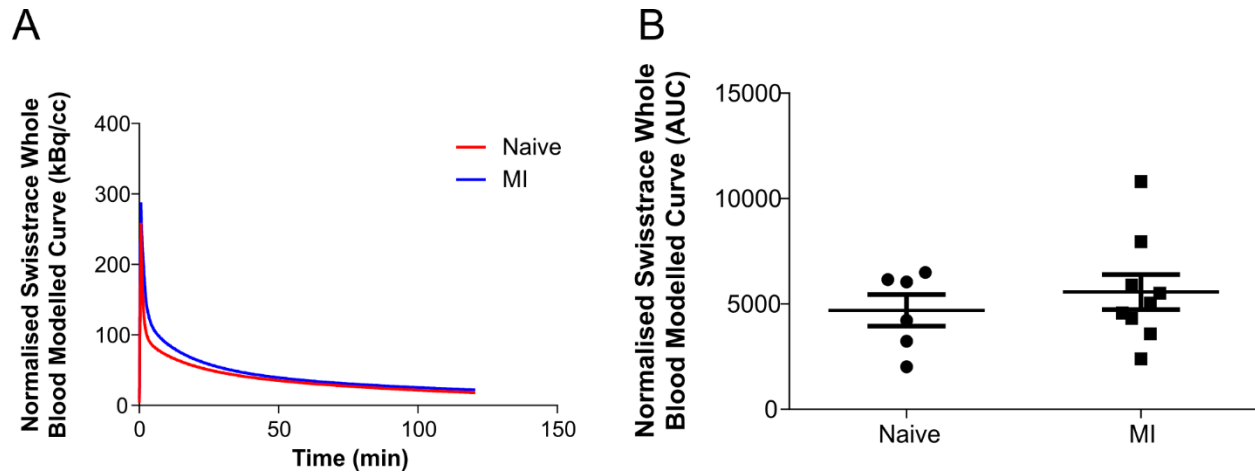 A
Normalised Swisstrace Whole
Blood Modelled Curve (kBq/cc)
400
300
200
100
0
0
50
100
150
Time (min)
Naive
MI
B
Normalised Swisstrace Whole
Blood Modelled Curve (AUC)
15000
10000
5000
0
Naive
MI